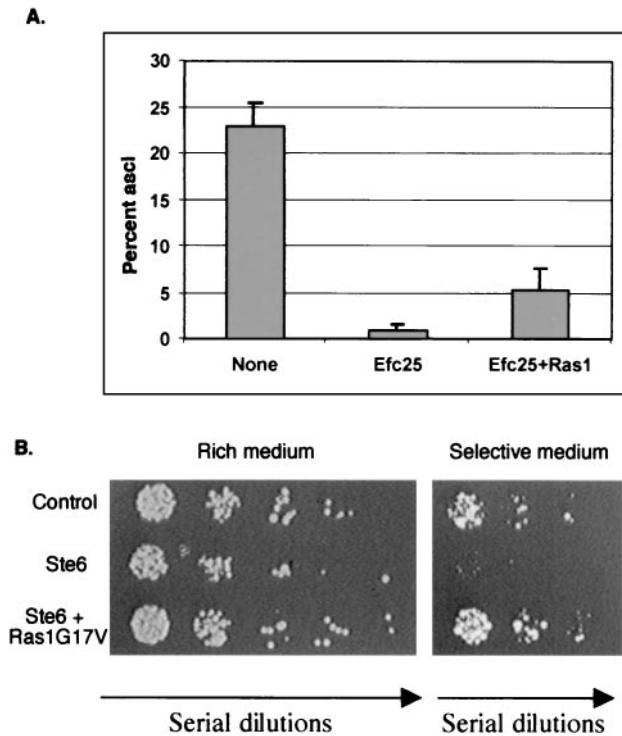 A.
30
25
20
15
10
5
0
Percent asci
None Efc25 Efc25+Ras1
B.
Rich medium Selective medium
Control
Ste6
Ste6 +
Ras1G17V
Serial dilutions Serial dilutions